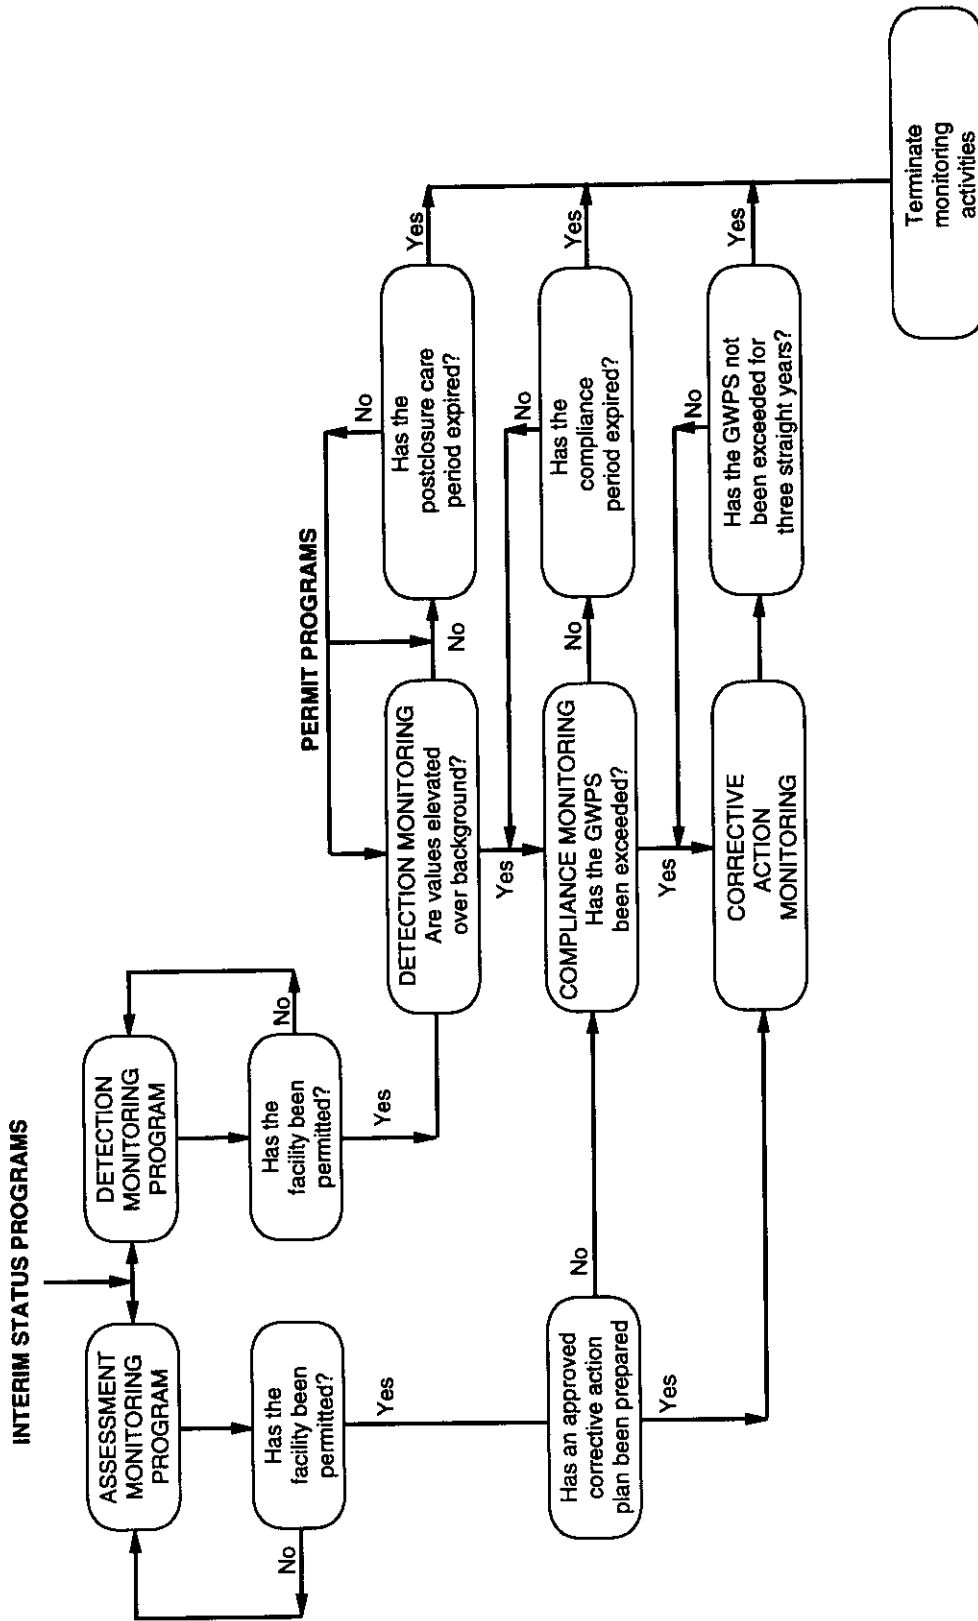 INTERIM STATUS PROGRAMS
ASSESSMENT
MONITORING
PROGRAM
DETECTION
MONITORING
PROGRAM
Has the
facility been
permitted?
No
Yes
Has the
facility been
permitted?
No
Yes
PERMIT PROGRAMS
DETECTION MONITORING
Are values elevated
over background?
No
Yes
Has the
postclosure care
period expired?
No
Yes
Has an approved
corrective action
plan been prepared
No
Yes
COMPLIANCE MONITORING
Has the GWPS
been exceeded?
No
Yes
Has the
compliance
period expired?
No
Yes
CORRECTIVE
ACTION
MONITORING
Has the GWPS not
been exceeded for
three straight years?
No
Yes
Terminate
monitoring
activities